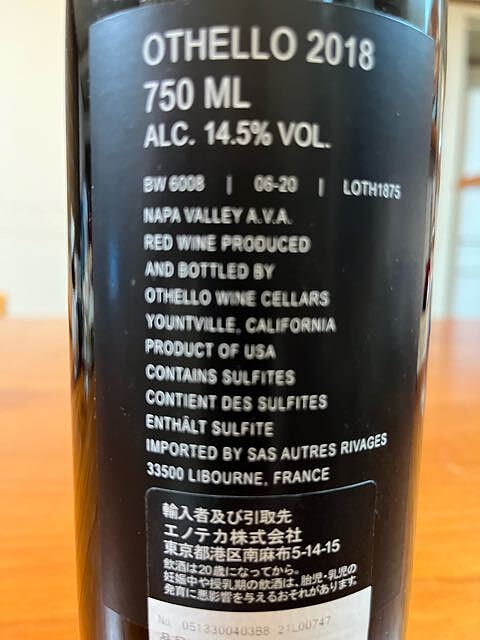 OTHELLO 2018
750 ML
ALC. 14.5% VOL.
BW 6008 | 06-20 | LOTH1875
NAPA VALLEY A.V.A.
RED WINE PRODUCED
AND BOTTLED BY
OTHELLO WINE CELLARS
YOUNTVILLE, CALIFORNIA
PRODUCT OF USA
CONTAINS SULFITES
CONTIENT DES SULFITES
ENTHÄLT SULFITE
IMPORTED BY SAS AUTRES RIVAGES
33500 LIBOURNE, FRANCE
輸入者及び引取先
エノテカ株式会社
東京都港区南麻布5-14-15
飲酒は20歳になってから。
妊娠中や授乳期の飲酒は、胎児・乳児の
発育に悪影響を与えるおそれがあります。
No. 0513300403B8 21L00747